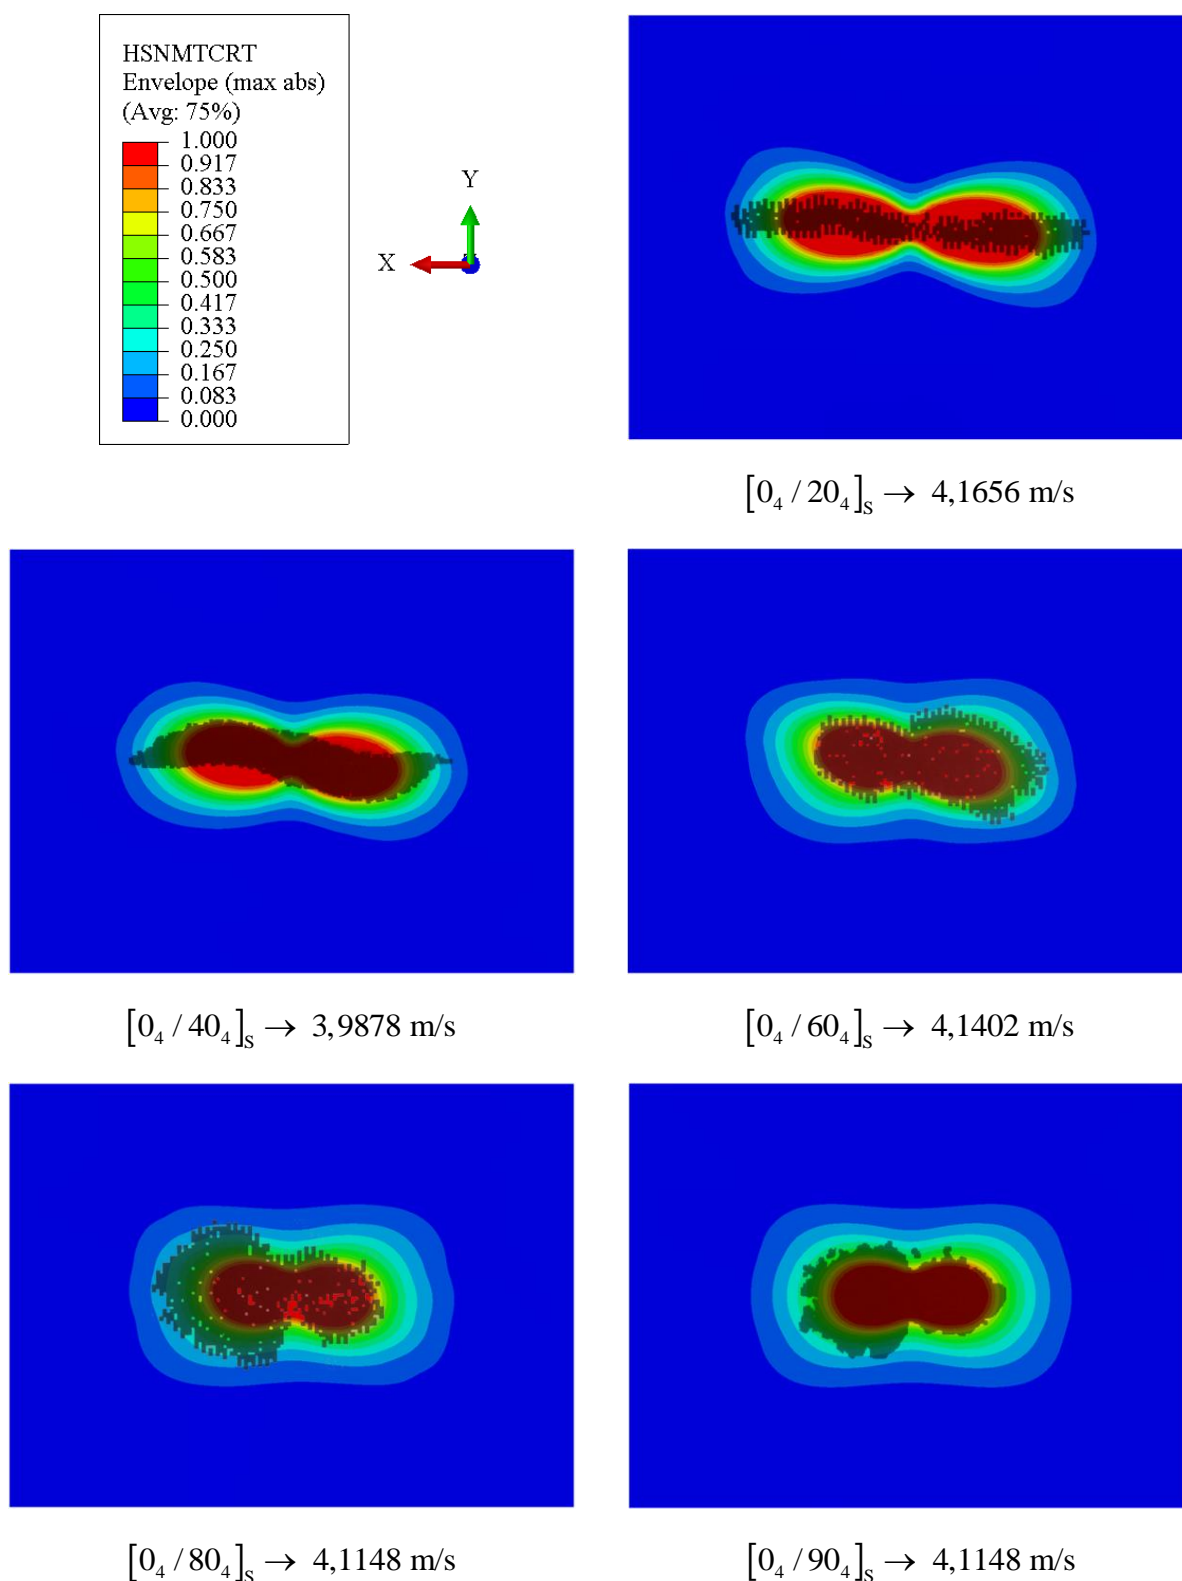 HSNMTCRT
Envelope (max abs)
(Avg: 75%)
1.000
0.917
0.833
0.750
0.667
0.583
0.500
0.417
0.333
0.250
0.167
0.083
0.000
Y
X
[0₄ / 20₄]ₛ → 4,1656 m/s
[0₄ / 40₄]ₛ → 3,9878 m/s
[0₄ / 60₄]ₛ → 4,1402 m/s
[0₄ / 80₄]ₛ → 4,1148 m/s
[0₄ / 90₄]ₛ → 4,1148 m/s